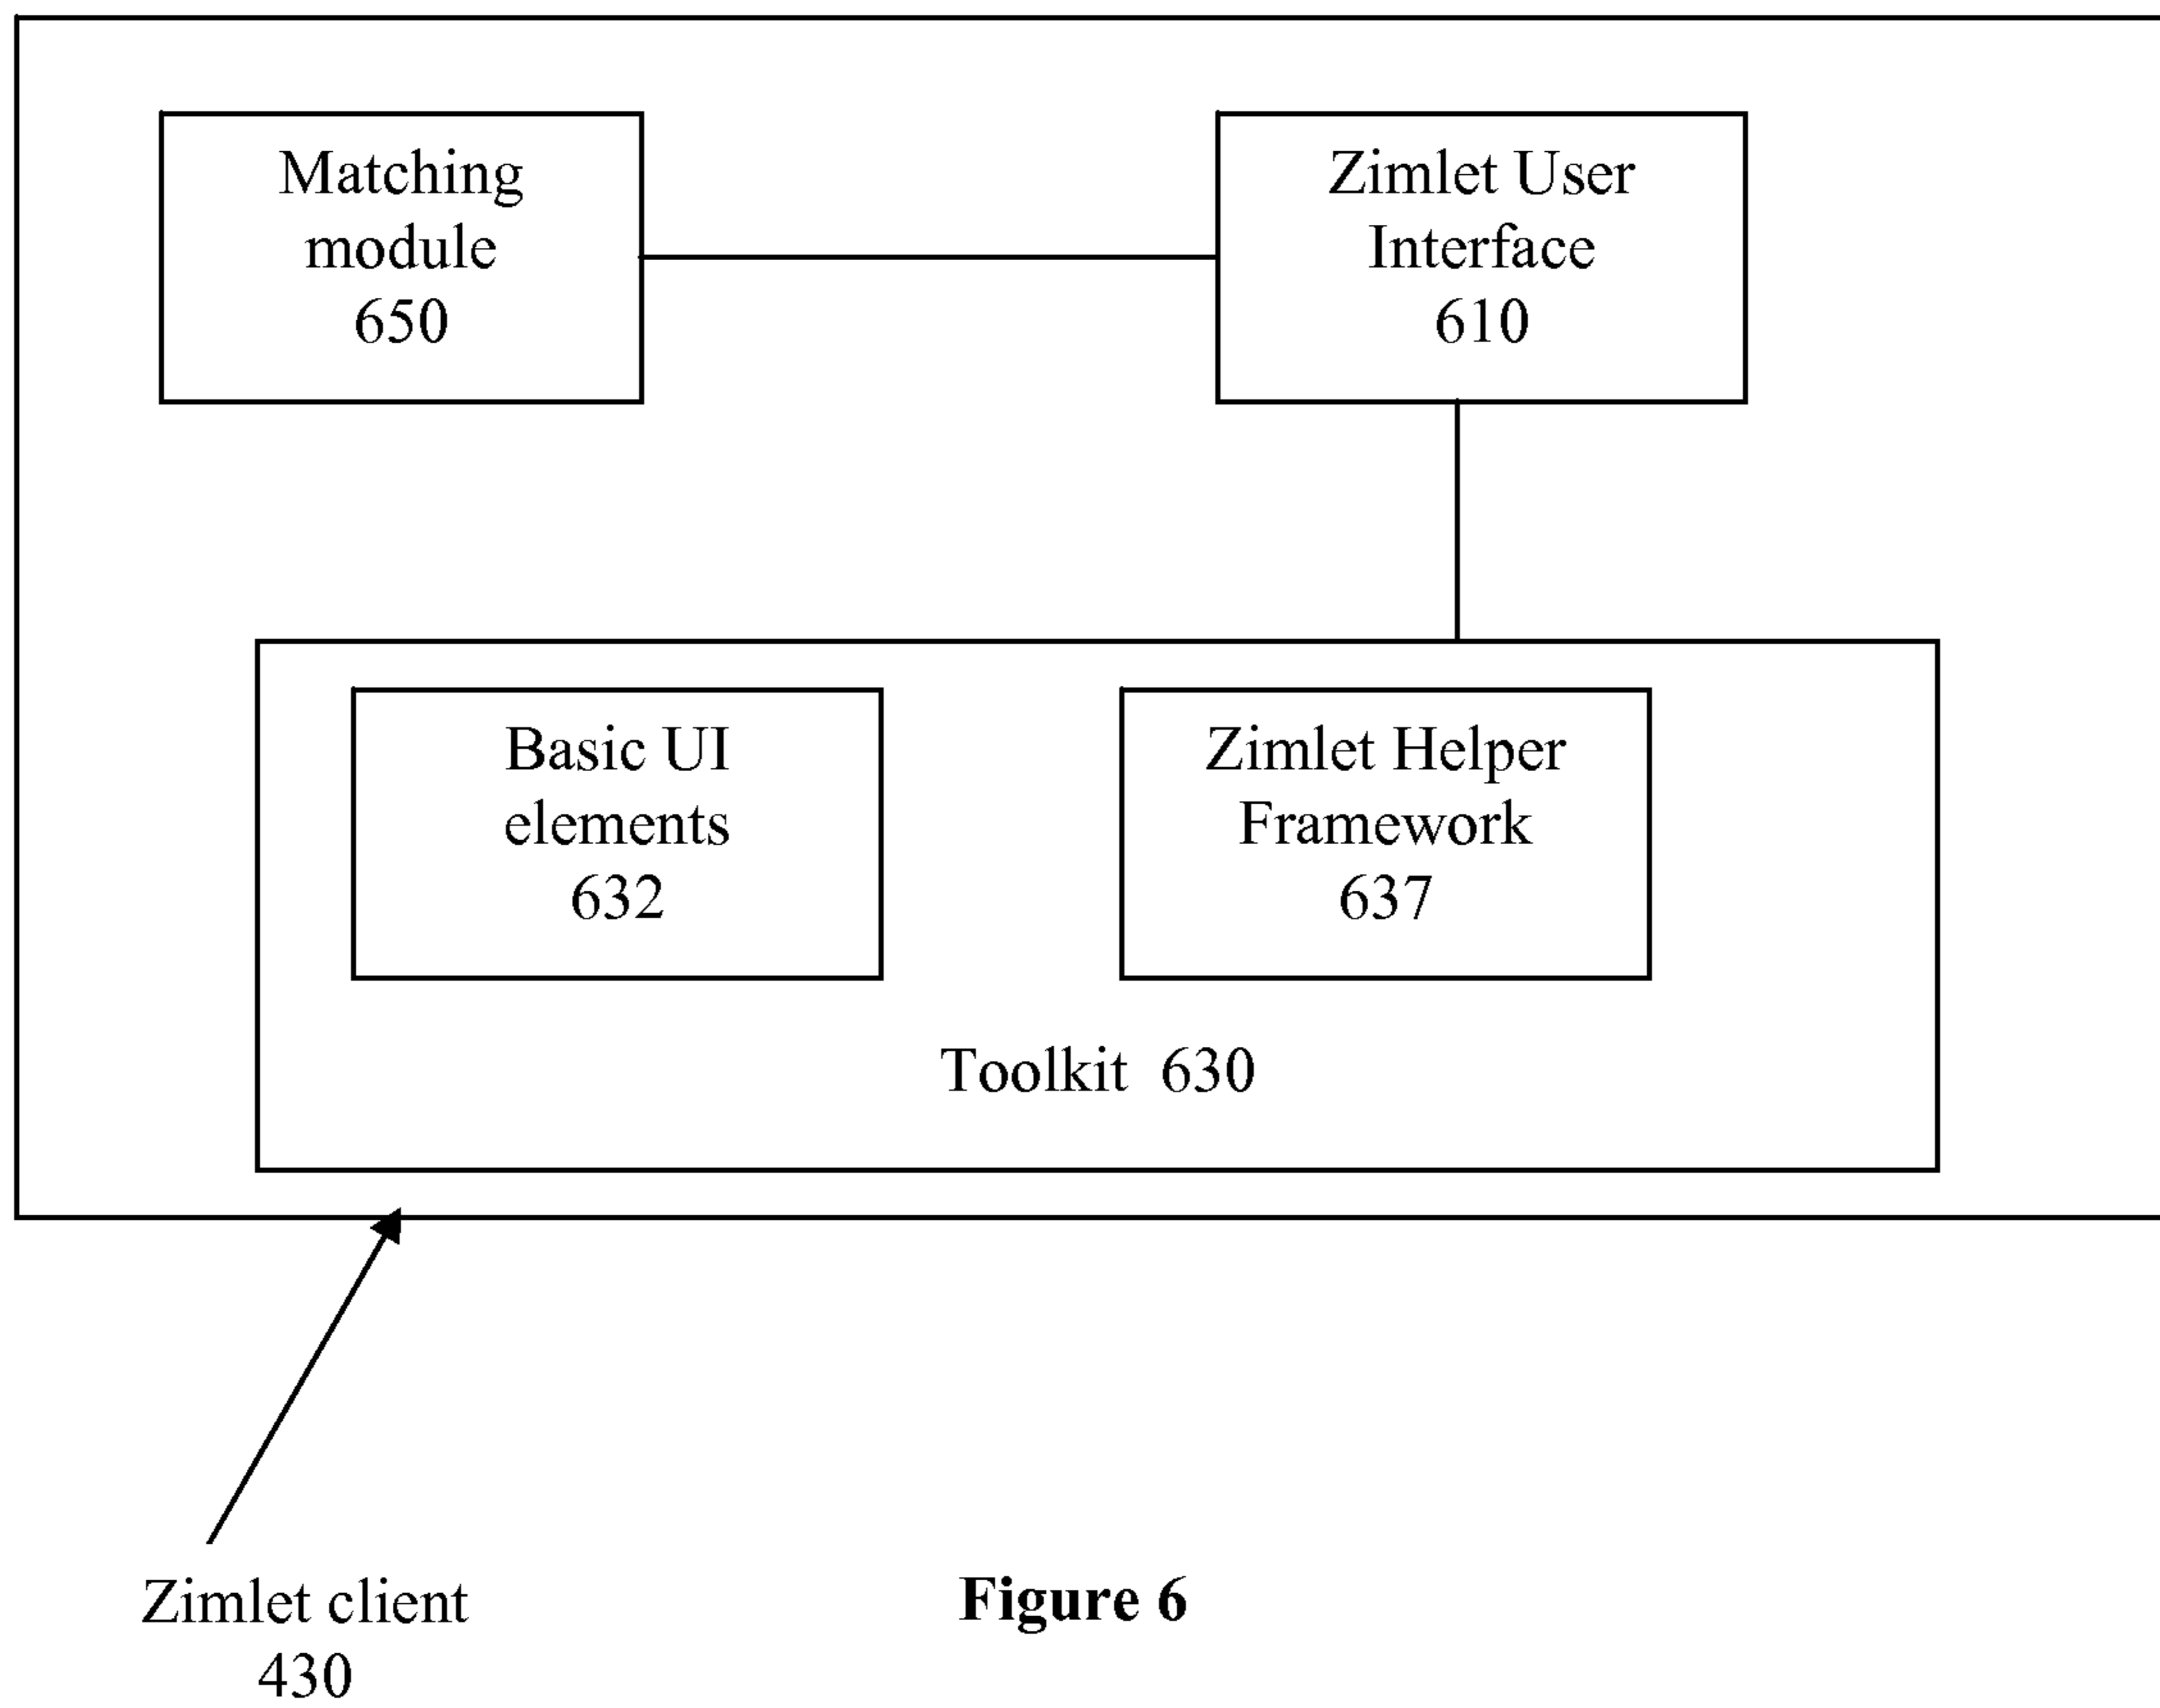 Matching
module
650
Zimlet User
Interface
610
Basic UI
elements
632
Zimlet Helper
Framework
637
Toolkit 630
Zimlet client
430
Figure 6